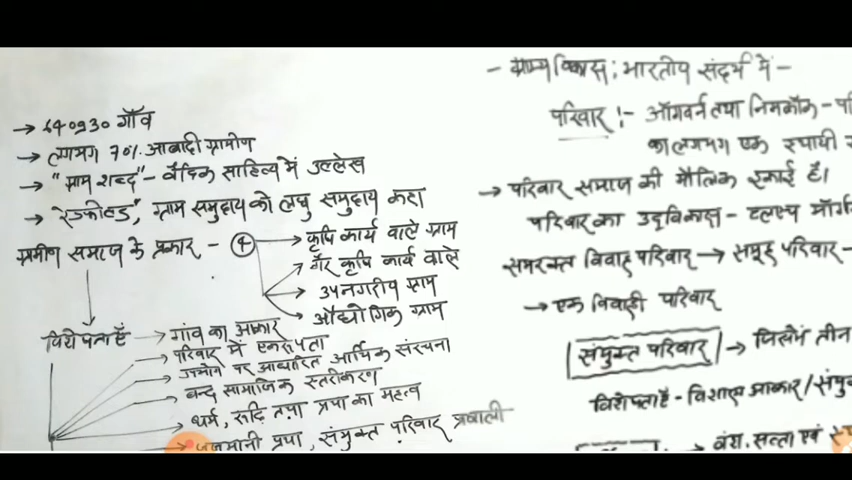 → 640930 गाँव
→ लगभग 70% आबादी ग्रामीण
→ "ग्राम शब्द" - वैदिक साहित्य में उल्लेख
→ रेडफील्ड, ग्राम समुदाय को लघु समुदाय कहा
ग्रामीण समाज के प्रकार - 4
→ कृषि कार्य वाले ग्राम
गैर कृषि कार्य वाले
उपनगरीय ग्राम
औद्योगिक ग्राम
विशेषताएँ → गांव का आकार
परिवार में एकरूपता
उपयोग पर आधारित आर्थिक संरचना
बन्द सामाजिक स्तरीकरण
धर्म, रूढ़ि तथा प्रथा का महत्व
जजमानी प्रथा, संयुक्त परिवार प्रणाली
- ग्राम्य विकास : भारतीय संदर्भ में -
परिवार :- ऑगबर्न तथा निमकॉफ -
का लगभग एक स्थायी
→ परिवार समाज की मौलिक इकाई है।
परिवार का उद्विकास -
समरक्त विवाह परिवार → समूह परिवार -
→ एक विवाही परिवार
संयुक्त परिवार → जिसमें तीन
विशेषताएँ - विशाल आकार /
→ वंश, सत्ता एवं